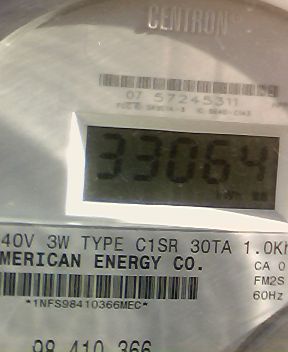 CENTRON
07 57245311
33064
40V 3W TYPE C1SR 30TA 1.0Kh
MERICAN ENERGY CO.
CA 0
FM2S
*1NFS98410366MEC*
60Hz
98 410 366